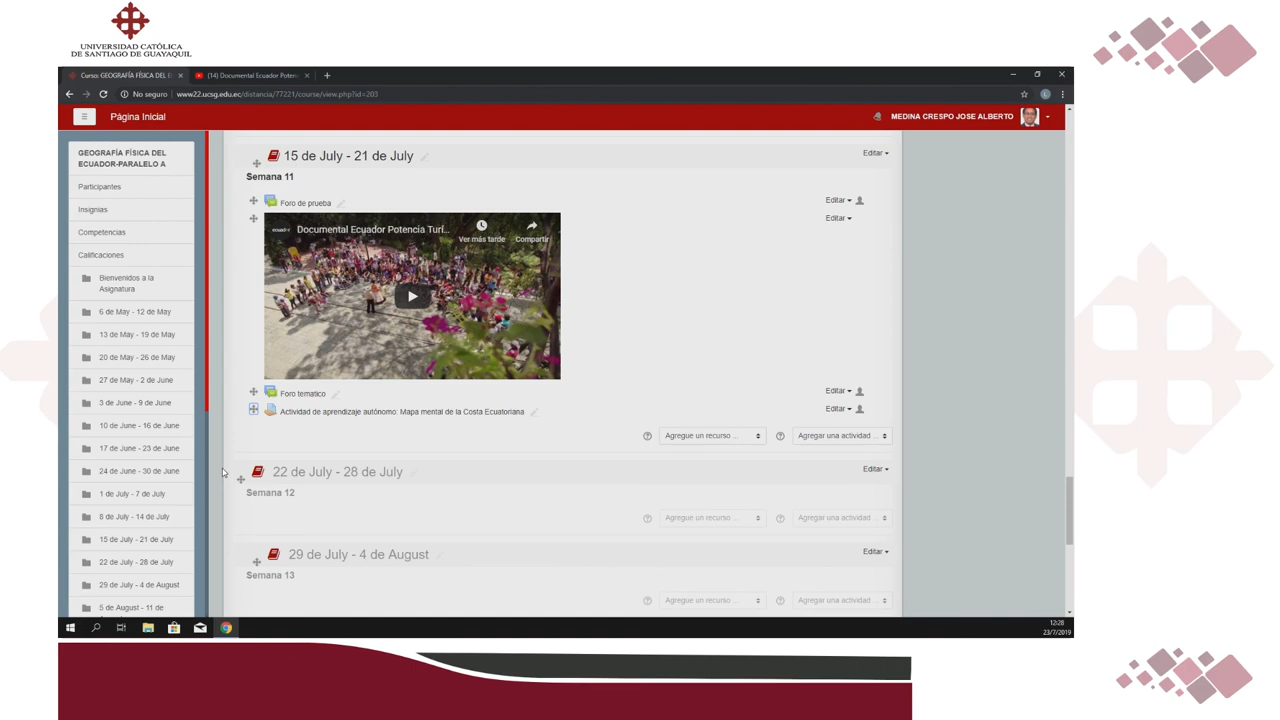 UNIVERSIDAD CATÓLICA
DE SANTIAGO DE GUAYAQUIL
Curso: GEOGRAFÍA FÍSICA DEL E
(14) Documental Ecuador Potenc
No seguro
www22.ucsg.edu.ec/distancia/77221/course/view.php?id=203
Página Inicial
MEDINA CRESPO JOSE ALBERTO
GEOGRAFÍA FÍSICA DEL
ECUADOR-PARALELO A
Participantes
Insignias
Competencias
Calificaciones
Bienvenidos a la
Asignatura
6 de May - 12 de May
13 de May - 19 de May
20 de May - 26 de May
27 de May - 2 de June
3 de June - 9 de June
10 de June - 16 de June
17 de June - 23 de June
24 de June - 30 de June
1 de July - 7 de July
8 de July - 14 de July
15 de July - 21 de July
22 de July - 28 de July
29 de July - 4 de August
5 de August - 11 de
15 de July - 21 de July
Editar
Semana 11
Foro de prueba
Editar
Editar
ecuador
Documental Ecuador Potencia Turí...
Ver más tarde
Compartir
Foro tematico
Editar
Actividad de aprendizaje autónomo: Mapa mental de la Costa Ecuatoriana
Editar
Agregue un recurso ...
Agregar una actividad ...
22 de July - 28 de July
Editar
Semana 12
Agregue un recurso ...
Agregar una actividad ...
29 de July - 4 de August
Editar
Semana 13
Agregue un recurso ...
Agregar una actividad ...
12:28
23/7/2019